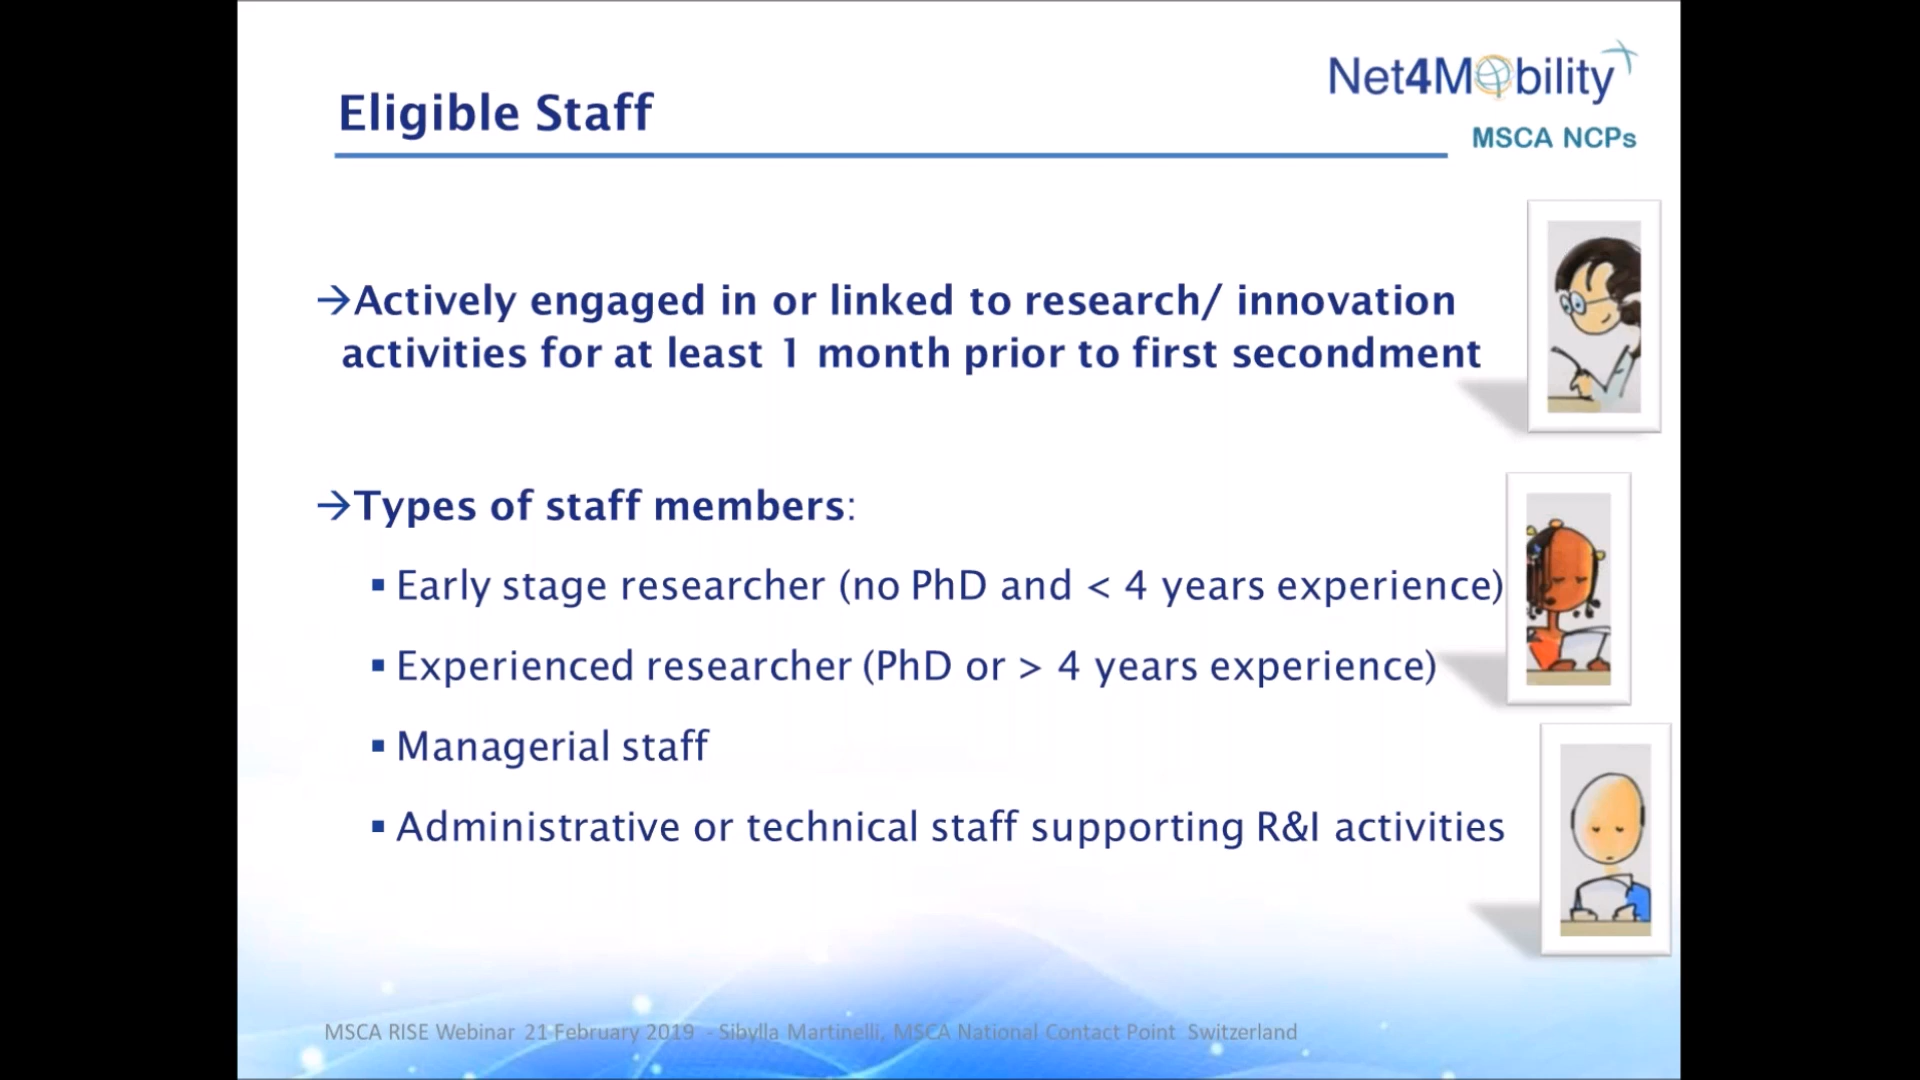 Net4Mobility
MSCA NCPs
Eligible Staff
→Actively engaged in or linked to research/ innovation
activities for at least 1 month prior to first secondment
→Types of staff members:
▪ Early stage researcher (no PhD and < 4 years experience)
▪ Experienced researcher (PhD or > 4 years experience)
▪ Managerial staff
▪ Administrative or technical staff supporting R&I activities
MSCA RISE Webinar 21 February 2019 - Sibylla Martinelli, MSCA National Contact Point Switzerland